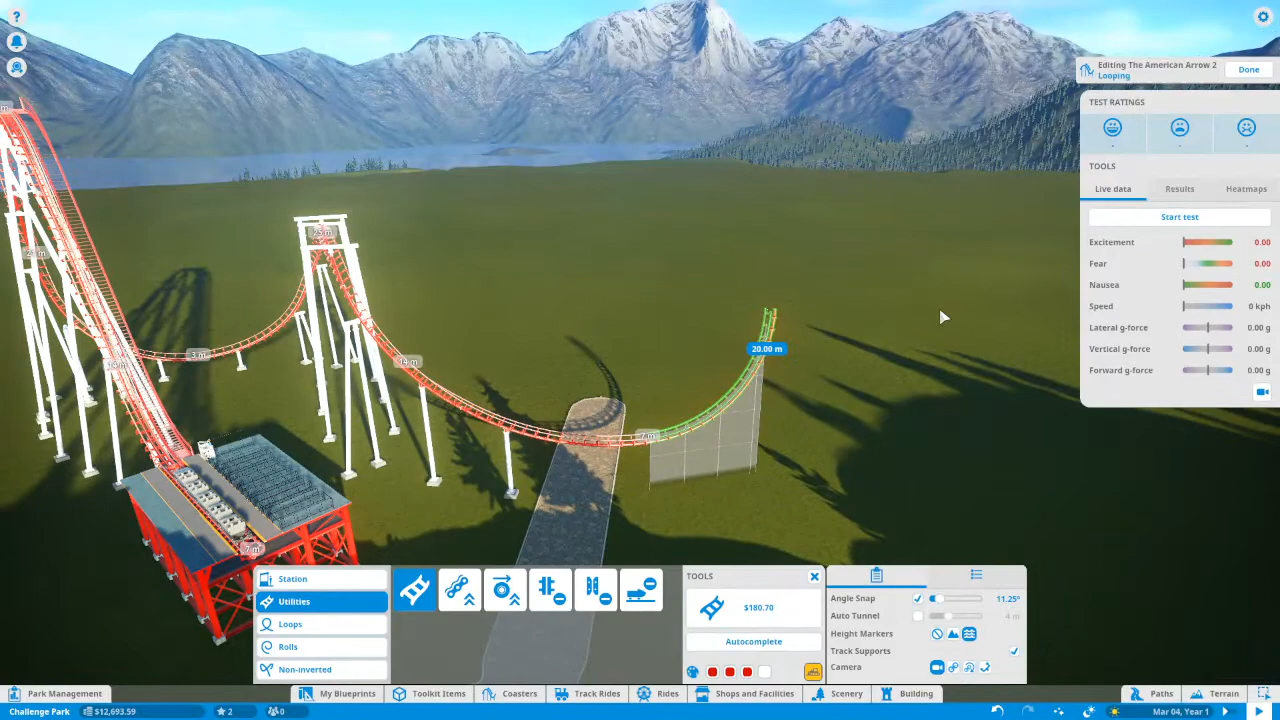 ?
Editing The American Arrow 2
Looping
Done
TEST RATINGS
- - -
TOOLS
Live data Results Heatmaps
Start test
Excitement 0.00
Fear 0.00
Nausea 0.00
Speed 0 kph
Lateral g-force 0.00 g
Vertical g-force 0.00 g
Forward g-force 0.00 g
3 m
14 m
20.00 m
7 m
7 m
Station
Utilities
Loops
Rolls
Non-inverted
TOOLS
$180.70
Autocomplete
Angle Snap 11.25°
Auto Tunnel 4 m
Height Markers
Track Supports
Camera
Park Management My Blueprints Toolkit Items Coasters Track Rides Rides Shops and Facilities Scenery Building Paths Terrain
Challenge Park $12,693.59 2 0 Mar 04, Year 1